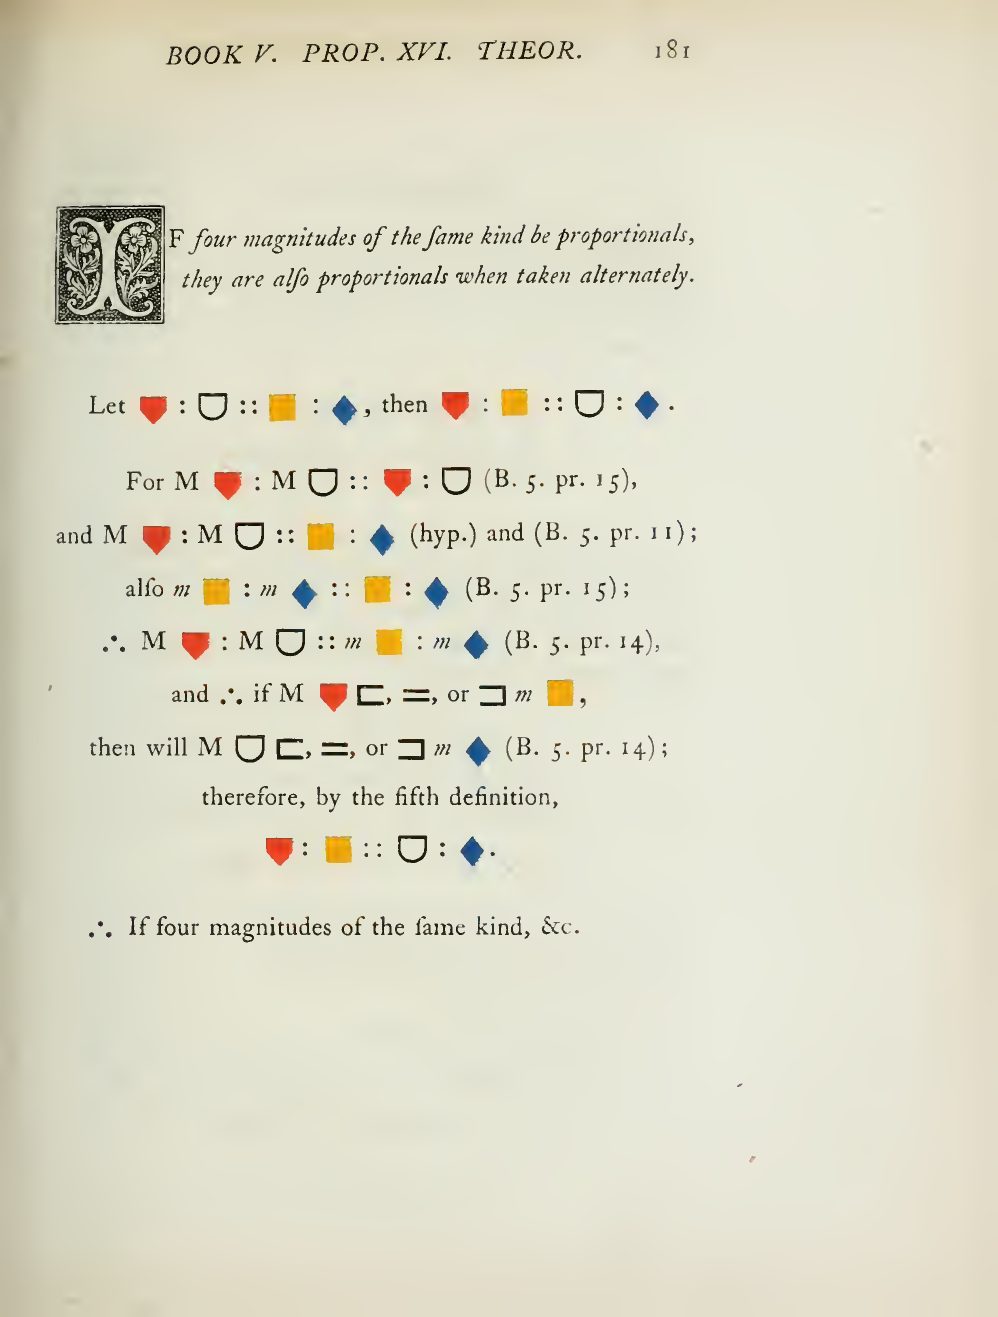 BOOK V. PROP. XVI. THEOR. 181
IF four magnitudes of the ſame kind be proportionals,
they are alſo proportionals when taken alternately.
Let : :: : , then : :: : .
For M : M :: : (B. 5. pr. 15),
and M : M :: : (hyp.) and (B. 5. pr. 11);
alſo m : m :: : (B. 5. pr. 15);
∴ M : M :: m : m (B. 5. pr. 14),
and ∴ if M , =, or m ,
then will M , =, or m (B. 5. pr. 14);
therefore, by the fifth definition,
: :: : .
∴ If four magnitudes of the ſame kind, &c.